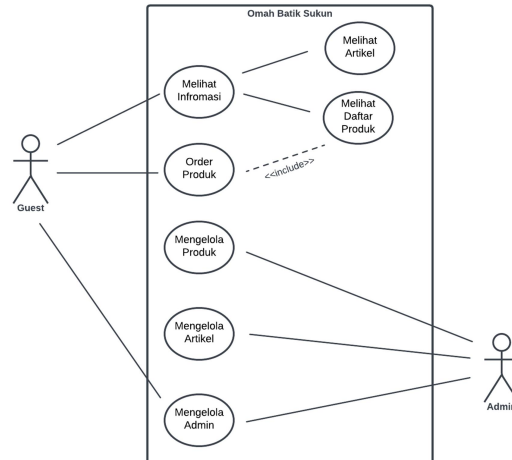 Omah Batik Sukun
Melihat
Artikel
Melihat
Infromasi
Melihat
Daftar
Produk
Order
Produk
<<include>>
Guest
Mengelola
Produk
Mengelola
Artikel
Admin
Mengelola
Admin